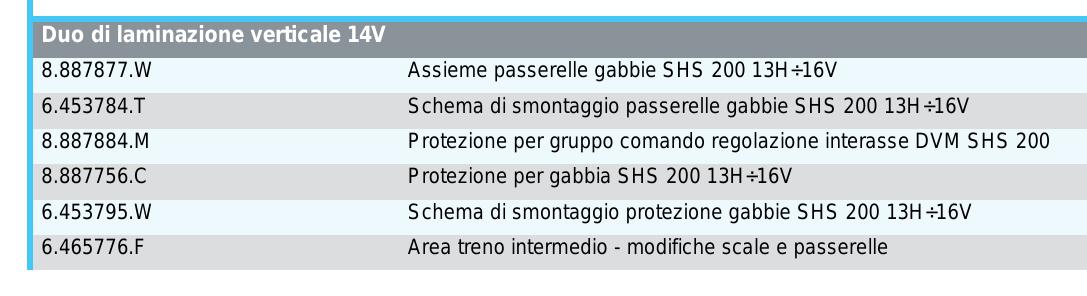 Duo di laminazione verticale 14V
8.887877.W Assieme passerelle gabbie SHS 200 13H÷16V
6.453784.T Schema di smontaggio passerelle gabbie SHS 200 13H÷16V
8.887884.M Protezione per gruppo comando regolazione interasse DVM SHS 200
8.887756.C Protezione per gabbia SHS 200 13H÷16V
6.453795.W Schema di smontaggio protezione gabbie SHS 200 13H÷16V
6.465776.F Area treno intermedio - modifiche scale e passerelle